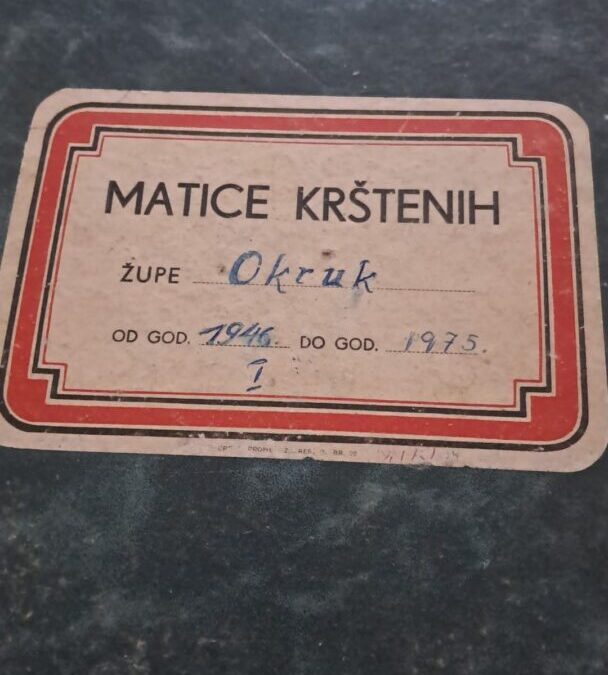 MATICE KRŠTENIH
ŽUPE Okruk
OD GOD. 1946. DO GOD. 1975.
I